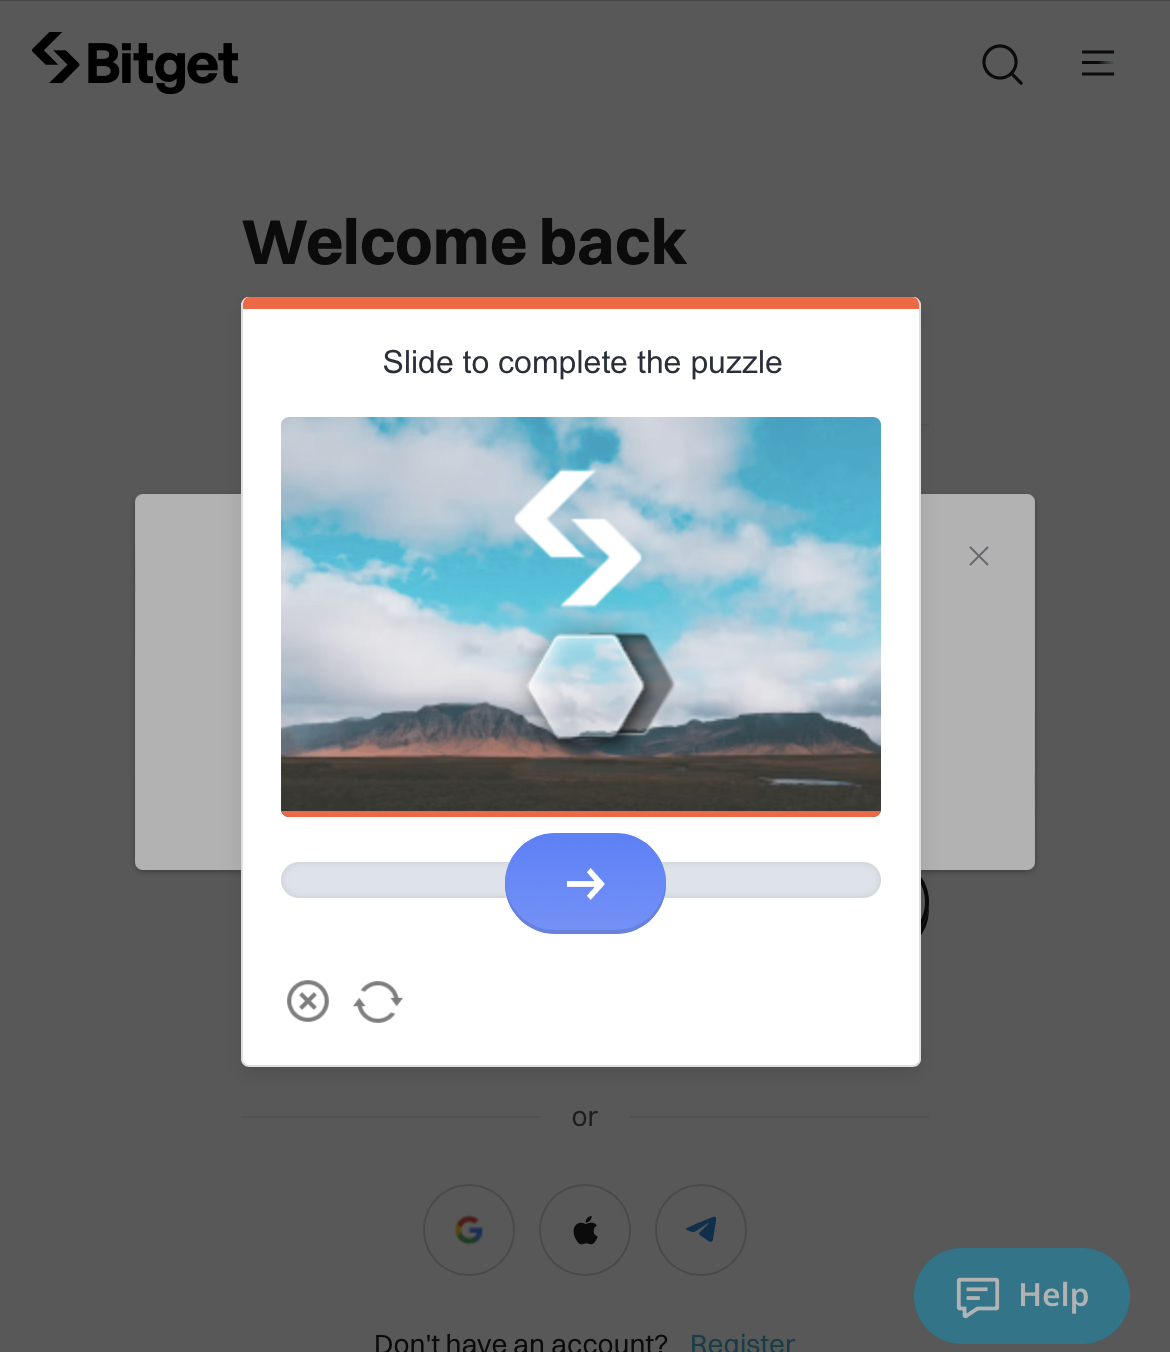 Bitget
Welcome back
Slide to complete the puzzle
or
Help
Don't have an account? Register